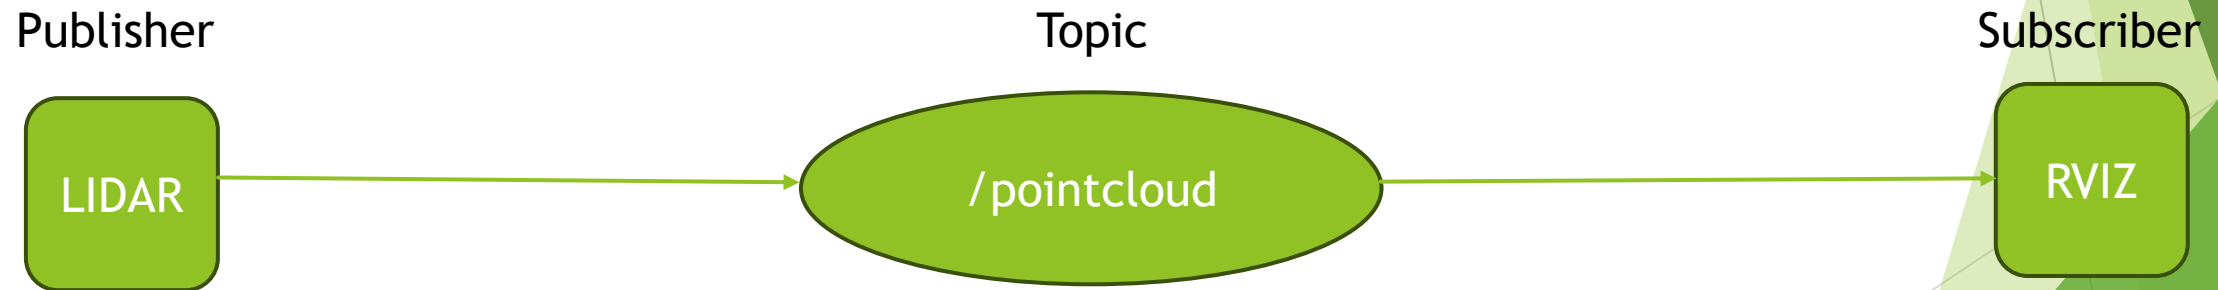 Publisher
Topic
Subscriber
LIDAR
/pointcloud
RVIZ